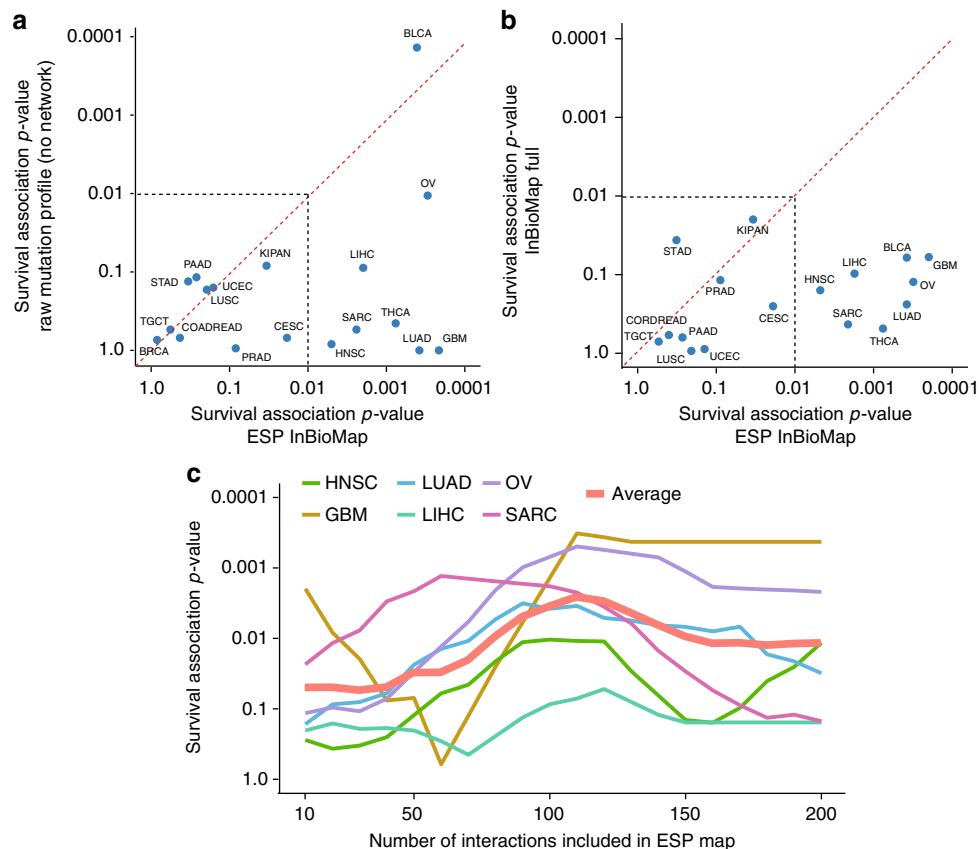 a
Survival association p-value
raw mutation profile (no network)
0.0001
0.001
0.01
0.1
1.0
BLCA
OV
KIPAN
LIHC
PAAD
STAD
UCEC
LUSC
TGCT
COADREAD
BRCA
PRAD
CESC
SARC
THCA
HNSC
LUAD
GBM
1.0
0.1
0.01
0.001
0.0001
Survival association p-value
ESP InBioMap
b
Survival association p-value
InBioMap full
0.0001
0.001
0.01
0.1
1.0
KIPAN
STAD
BLCA
LIHC
GBM
HNSC
OV
PRAD
CESC
SARC
LUAD
THCA
CORDREAD
PAAD
TGCT
LUSC
UCEC
1.0
0.1
0.01
0.001
0.0001
Survival association p-value
ESP InBioMap
c
HNSC
LUAD
OV
Average
GBM
LIHC
SARC
Survival association p-value
0.0001
0.001
0.01
0.1
1.0
10
50
100
150
200
Number of interactions included in ESP map